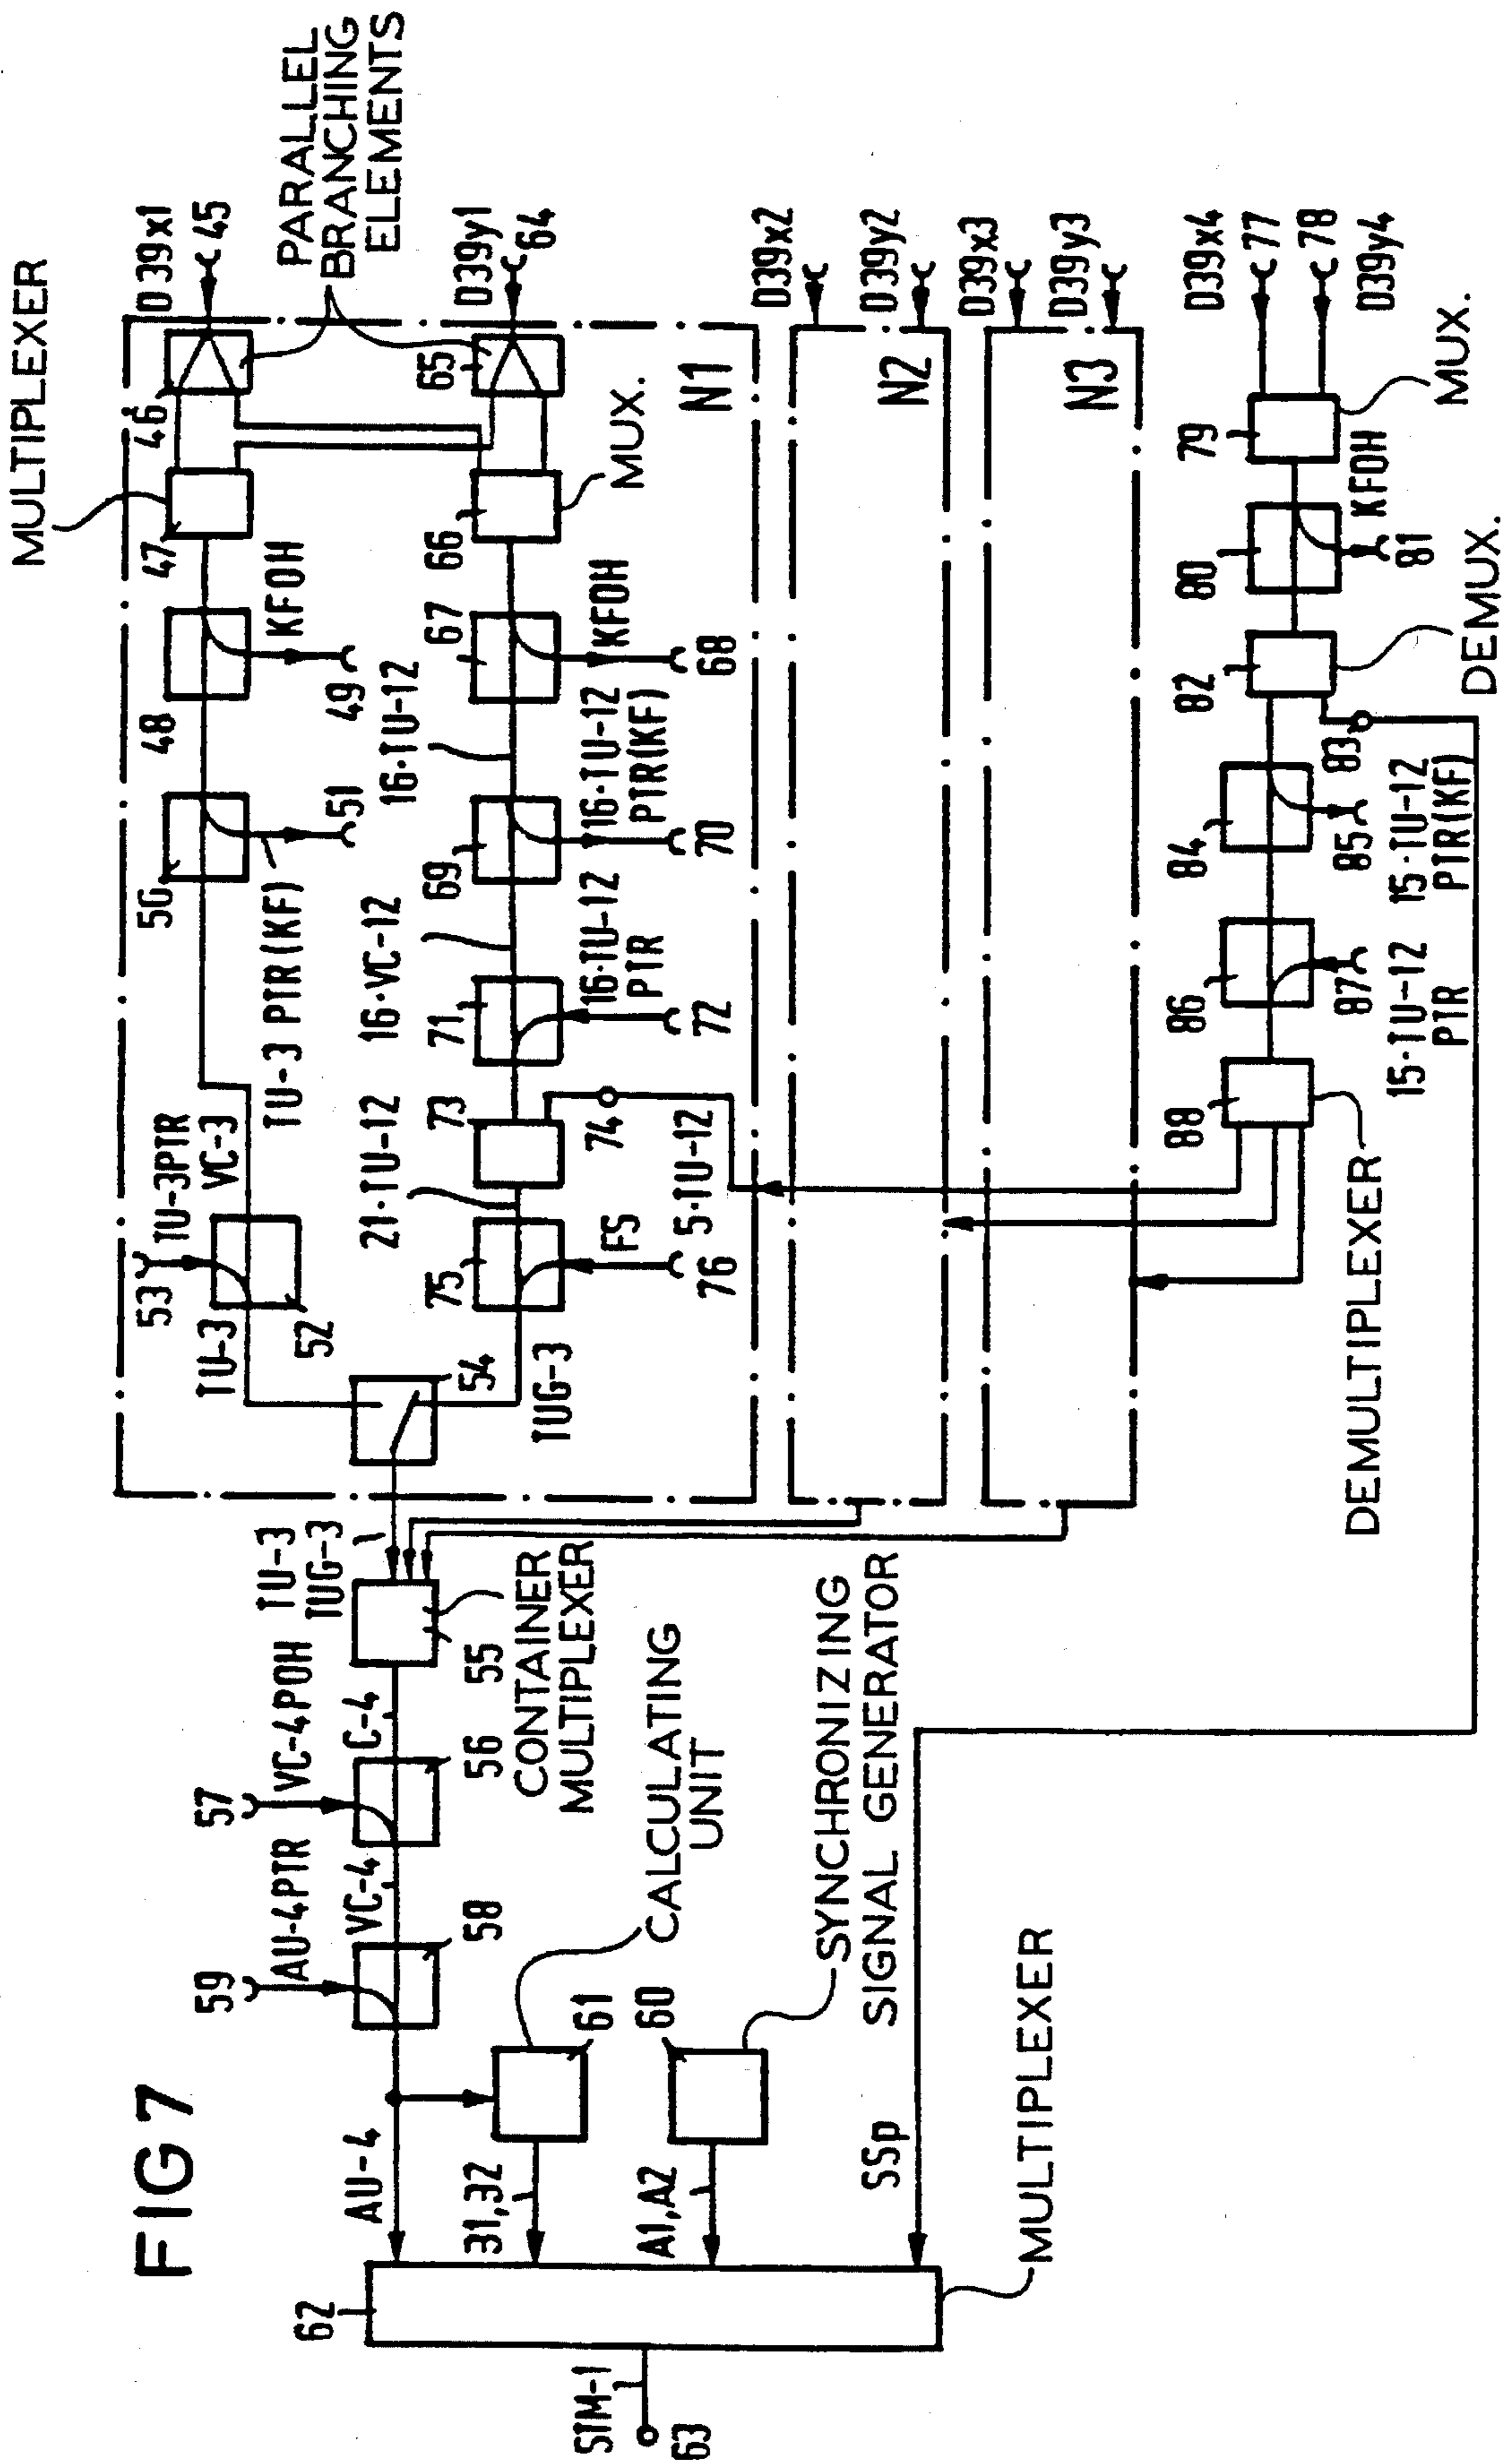 FIG 7
STM-1
63
62
MULTIPLEXER
AU-4
31,32
A1,A2
SSp
59
AU-4PTR
VC-4
58
61
60
CALCULATING
UNIT
SYNCHRONIZING
SIGNAL GENERATOR
57
VC-4POH
C-4
56
55
CONTAINER
MULTIPLEXER
TU-3
TUG-3
54
TU-3
TUG-3
53
TU-3PTR
VC-3
52
TU-3 PTR(KF)
50
51
48
49
KFOH
47
MULTIPLEXER
46
D39x1
45
PARALLEL
BRANCHING
ELEMENTS
75
FS
76
21·TU-12
73
74
5·TU-12
71
16·TU-12
PTR
72
16·VC-12
69
16·TU-12
PTR(KF)
70
16·TU-12
67
KFOH
68
66
MUX.
65
D39y1
64
N1
N2
D39x2
D39y2
N3
D39x3
D39y3
88
DEMULTIPLEXER
86
87
15·TU-12
PTR
84
85
15·TU-12
PTR(KF)
83
82
DEMUX.
80
81
KFOH
79
MUX.
D39x4
77
78
D39y4